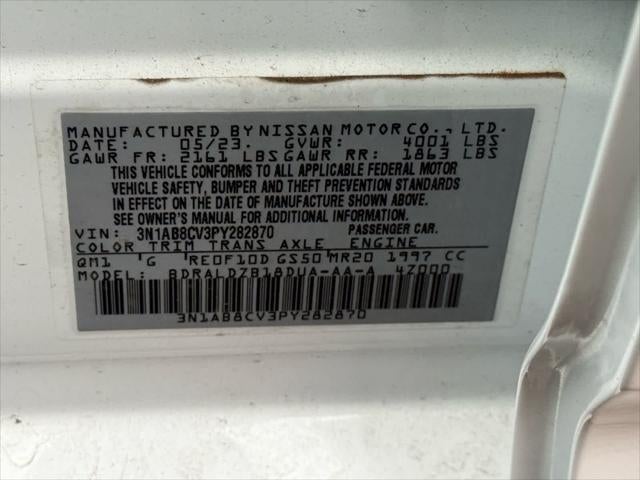 MANUFACTURED BY NISSAN MOTOR CO., LTD.
DATE: 05/23. GVWR: 4001 LBS
GAWR FR: 2161 LBS GAWR RR: 1863 LBS
THIS VEHICLE CONFORMS TO ALL APPLICABLE FEDERAL MOTOR
VEHICLE SAFETY, BUMPER AND THEFT PREVENTION STANDARDS
IN EFFECT ON THE DATE OF MANUFACTURE SHOWN ABOVE.
SEE OWNER'S MANUAL FOR ADDITIONAL INFORMATION.
VIN: 3N1AB8CV3PY282870 PASSENGER CAR.
COLOR TRIM TRANS AXLE ENGINE
QM1 'G 'RE0F10D GS50 MR20 1997 CC
BDRALDZB18DUA-AA-A 4Z000
3N1AB8CV3PY282870